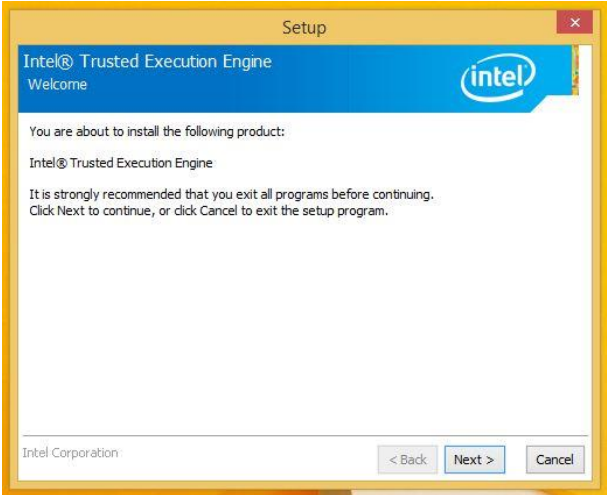 Setup
Intel® Trusted Execution Engine
Welcome
intel
You are about to install the following product:
Intel® Trusted Execution Engine
It is strongly recommended that you exit all programs before continuing.
Click Next to continue, or click Cancel to exit the setup program.
Intel Corporation
< Back
Next >
Cancel